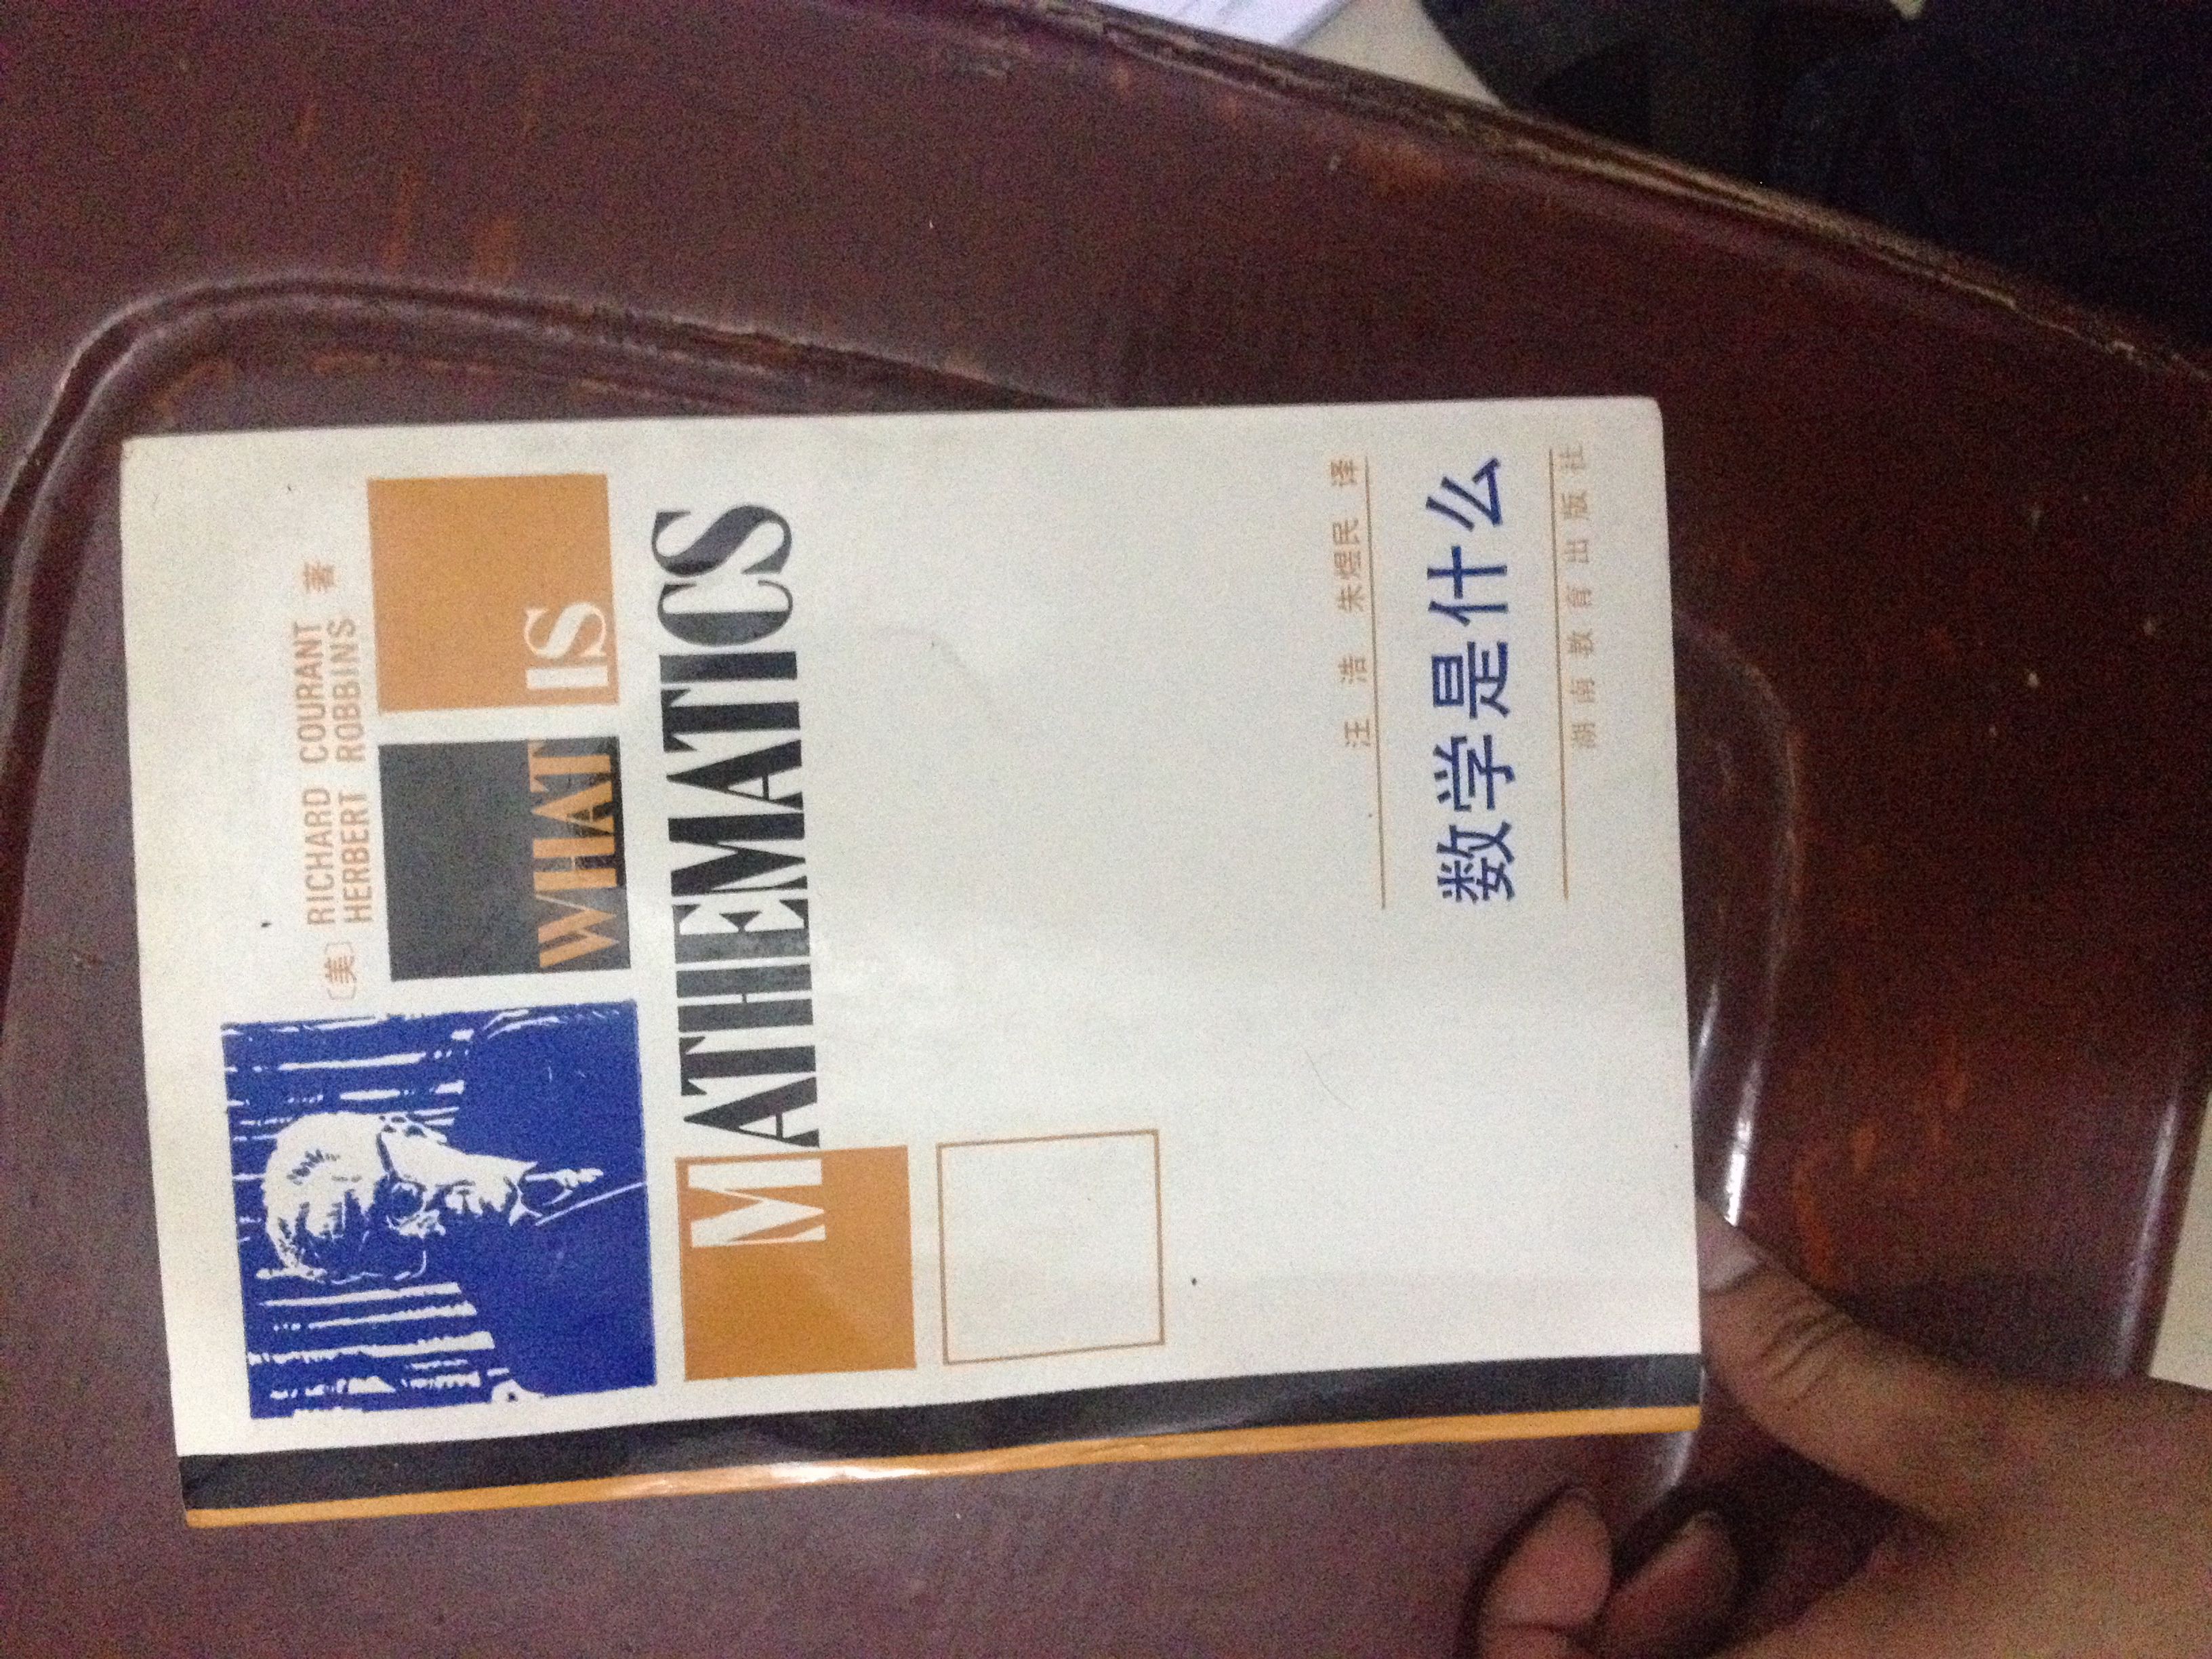 RICHARD COURANT
〔美〕 著
HERBERT ROBBINS
WHAT IS
MATHEMATICS
汪 浩 朱煜民 译
数学是什么
湖南教育出版社